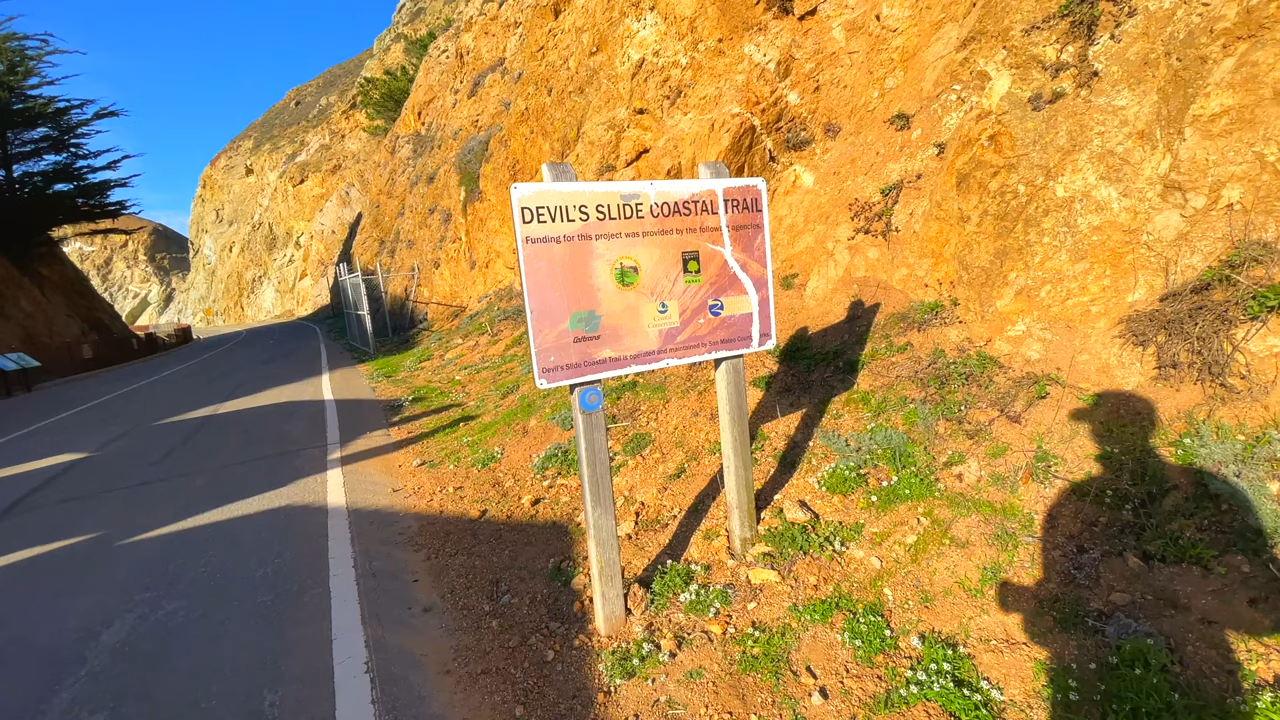 DEVIL'S SLIDE COASTAL TRAIL
Funding for this project was provided by the following agencies.
Caltrans
Coastal
Conservancy
Devil's Slide Coastal Trail is operated and maintained by San Mateo County Parks.